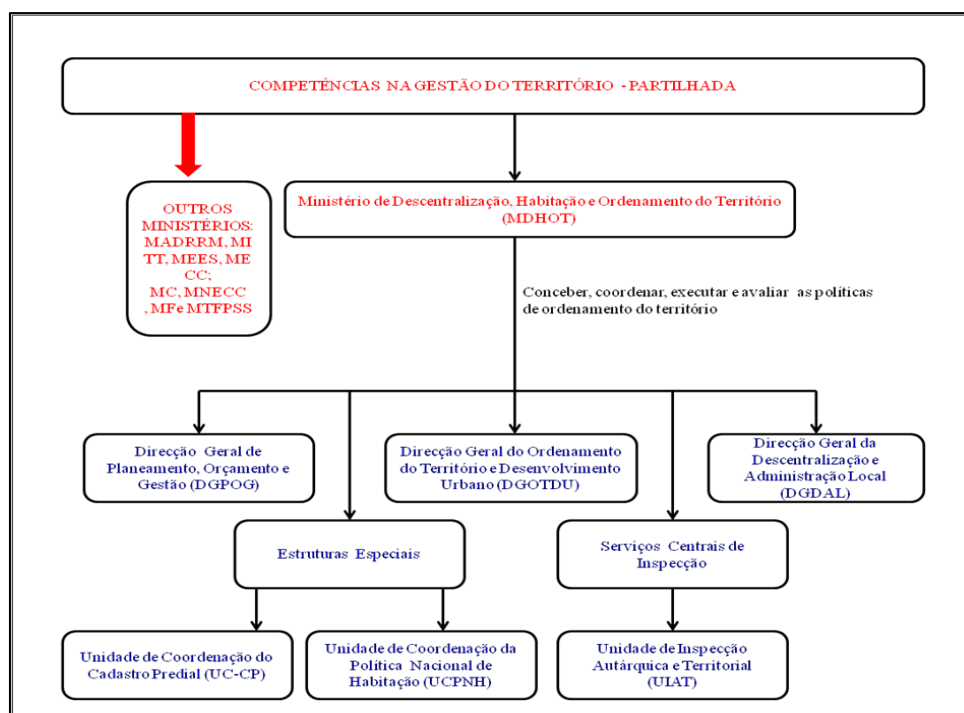 COMPETÊNCIAS NA GESTÃO DO TERRITÓRIO - PARTILHADA
OUTROS
MINISTÉRIOS:
MADRRM, MI
TT, MEES, ME
CC;
MC, MNECC
, MFe MTFPSS
Ministério de Descentralização, Habitação e Ordenamento do Território
(MDHOT)
Conceber, coordenar, executar e avaliar as políticas
de ordenamento do território
Direcção Geral de
Planeamento, Orçamento e
Gestão (DGPOG)
Direcção Geral do Ordenamento
do Território e Desenvolvimento
Urbano (DGOTDU)
Direcção Geral da
Descentralização e
Administração Local
(DGDAL)
Estruturas Especiais
Serviços Centrais de
Inspecção
Unidade de Coordenação do
Cadastro Predial (UC-CP)
Unidade de Coordenação da
Política Nacional de
Habitação (UCPNH)
Unidade de Inspecção
Autárquica e Territorial
(UIAT)